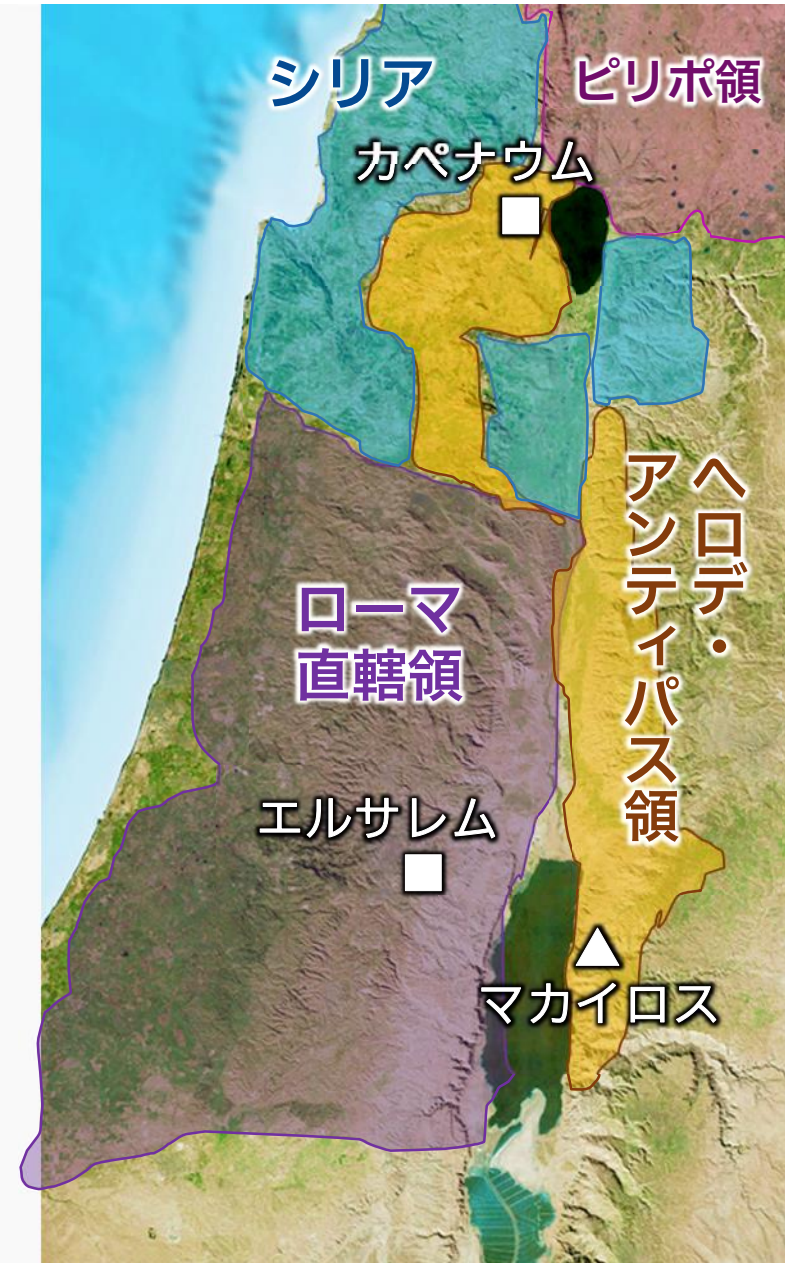 シリア
ピリポ領
カペナウム
ヘロデ・
アンティパス領
ローマ
直轄領
エルサレム
マカイロス